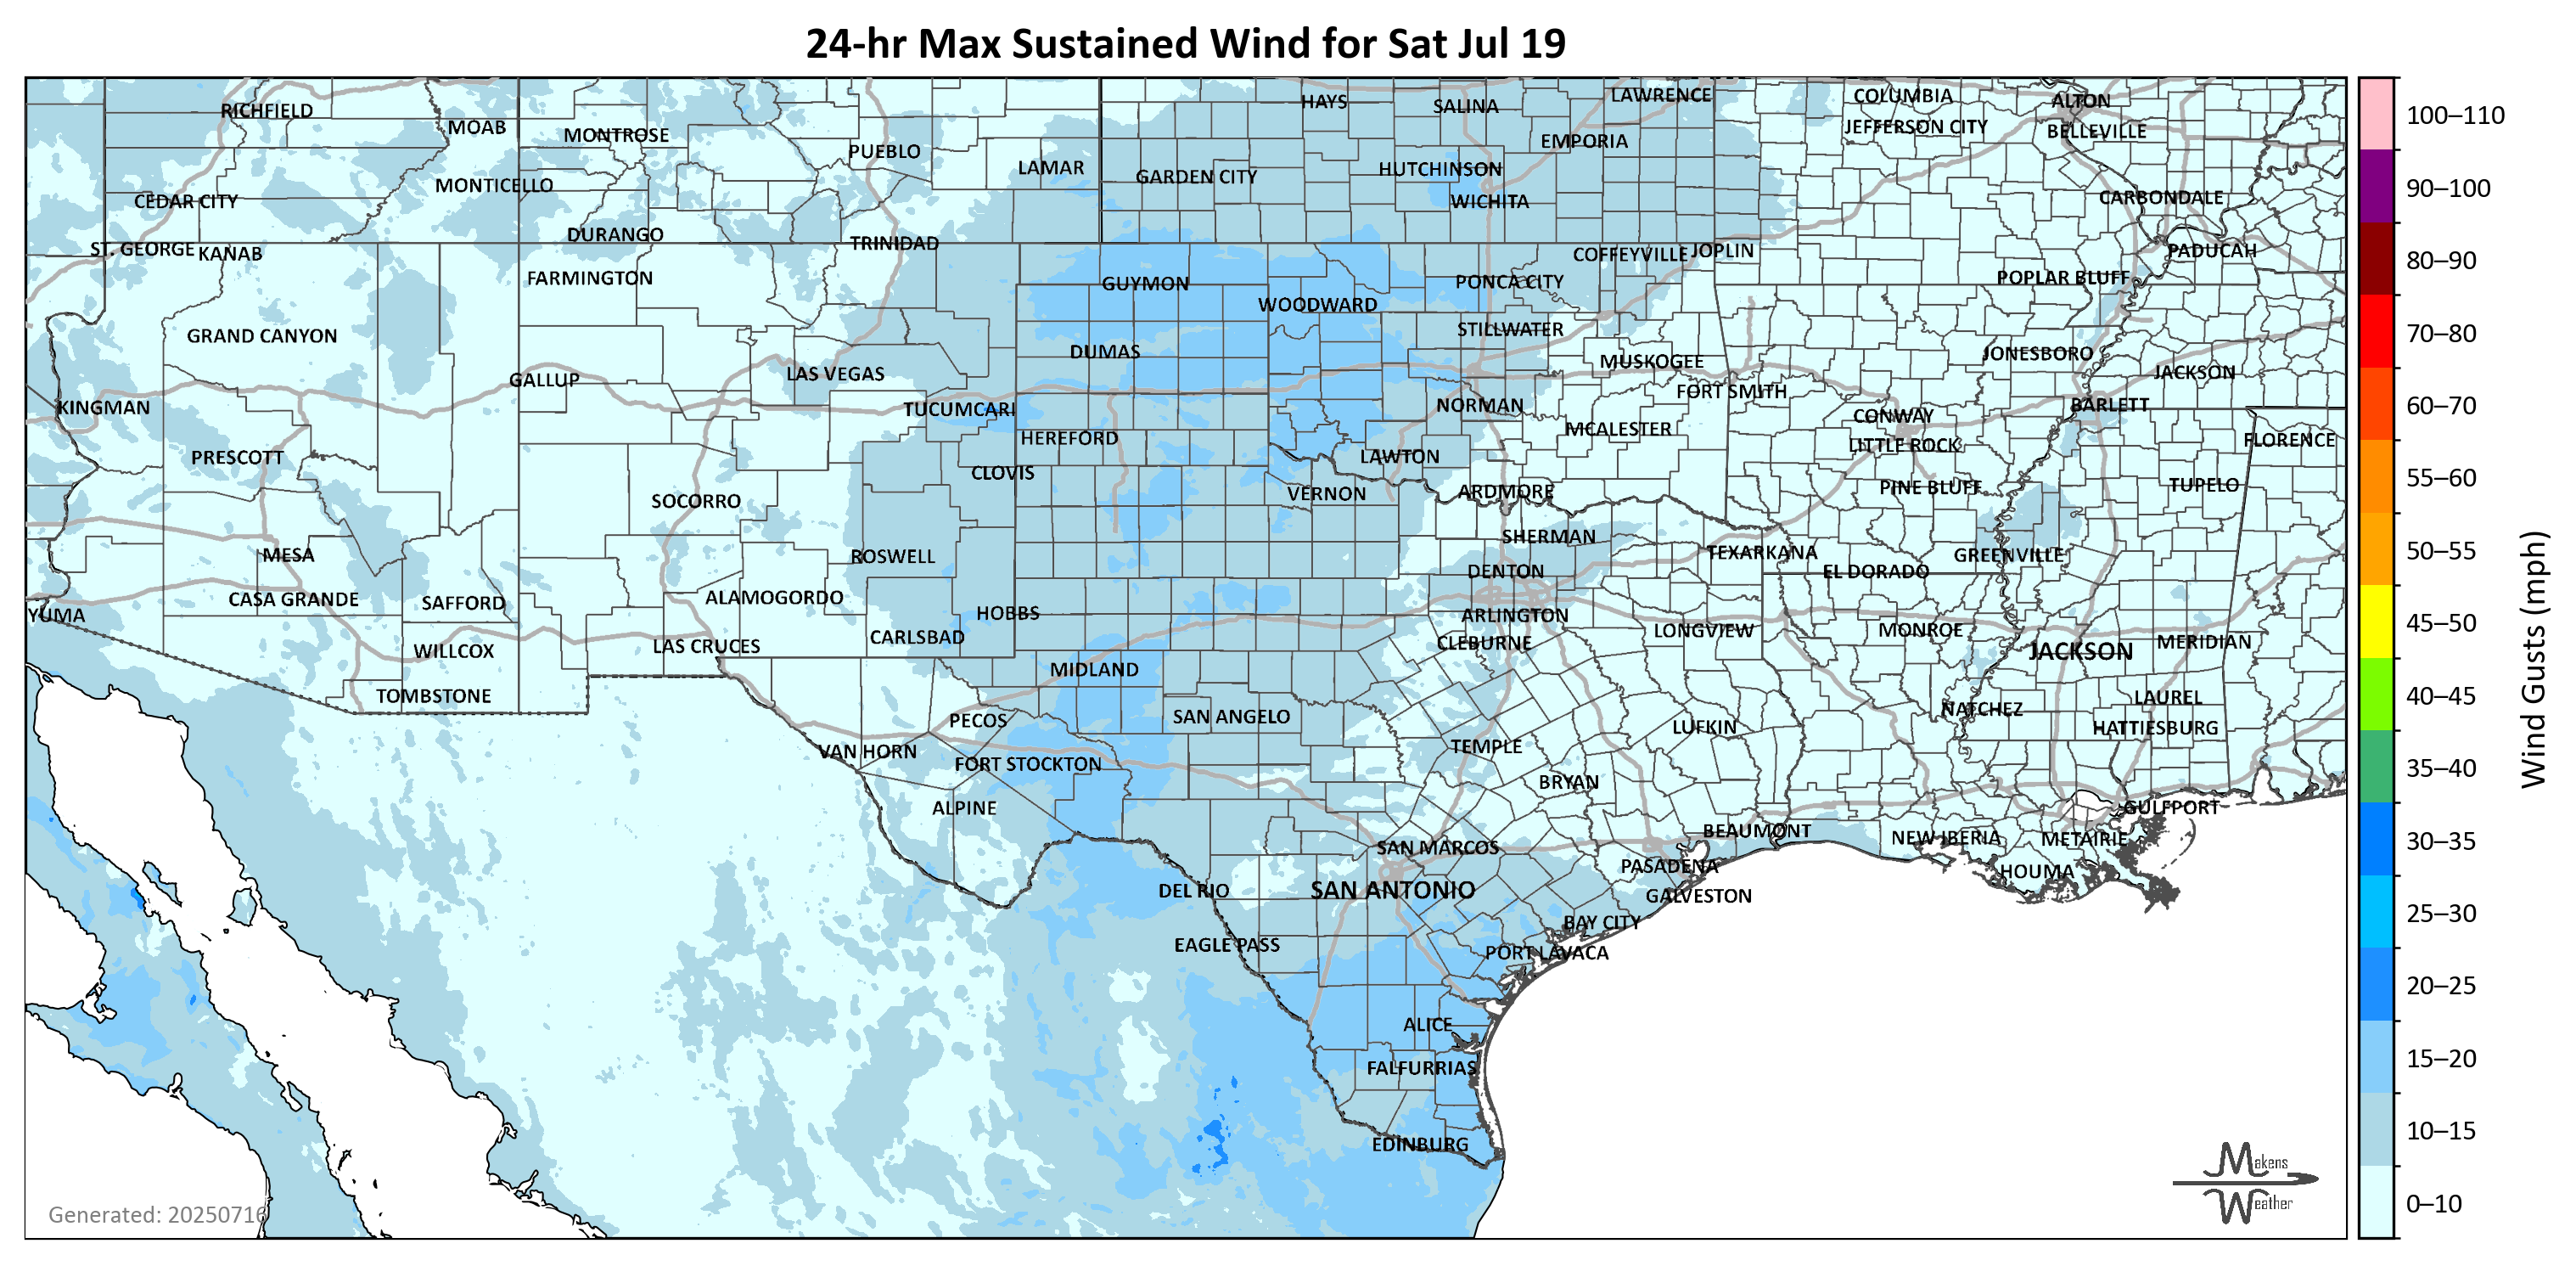 24-hr Max Sustained Wind for Sat Jul 19
RICHFIELD
MOAB
MONTROSE
PUEBLO
LAMAR
HAYS
SALINA
LAWRENCE
COLUMBIA
ALTON
JEFFERSON CITY
BELLEVILLE
EMPORIA
HUTCHINSON
GARDEN CITY
MONTICELLO
CEDAR CITY
WICHITA
CARBONDALE
DURANGO
TRINIDAD
ST. GEORGE
KANAB
COFFEYVILLE
JOPLIN
PADUCAH
FARMINGTON
GUYMON
PONCA CITY
POPLAR BLUFF
WOODWARD
STILLWATER
GRAND CANYON
DUMAS
MUSKOGEE
JONESBORO
JACKSON
GALLUP
LAS VEGAS
FORT SMITH
KINGMAN
TUCUMCARI
NORMAN
CONWAY
BARLETT
HEREFORD
MCALESTER
LITTLE ROCK
FLORENCE
PRESCOTT
CLOVIS
LAWTON
SOCORRO
VERNON
ARDMORE
PINE BLUFF
TUPELO
MESA
ROSWELL
SHERMAN
TEXARKANA
GREENVILLE
DENTON
EL DORADO
YUMA
CASA GRANDE
SAFFORD
ALAMOGORDO
HOBBS
ARLINGTON
WILLCOX
LAS CRUCES
CARLSBAD
CLEBURNE
LONGVIEW
MONROE
JACKSON
MERIDIAN
TOMBSTONE
MIDLAND
LAUREL
PECOS
SAN ANGELO
NATCHEZ
HATTIESBURG
VAN HORN
FORT STOCKTON
TEMPLE
LUFKIN
BRYAN
ALPINE
GULFPORT
BEAUMONT
NEW IBERIA
METAIRIE
SAN MARCOS
PASADENA
HOUMA
DEL RIO
SAN ANTONIO
GALVESTON
BAY CITY
EAGLE PASS
PORT LAVACA
ALICE
FALFURRIAS
EDINBURG
Generated: 20250716
Makens
Weather
100–110
90–100
80–90
70–80
60–70
55–60
50–55
45–50
40–45
35–40
30–35
25–30
20–25
15–20
10–15
0–10
Wind Gusts (mph)